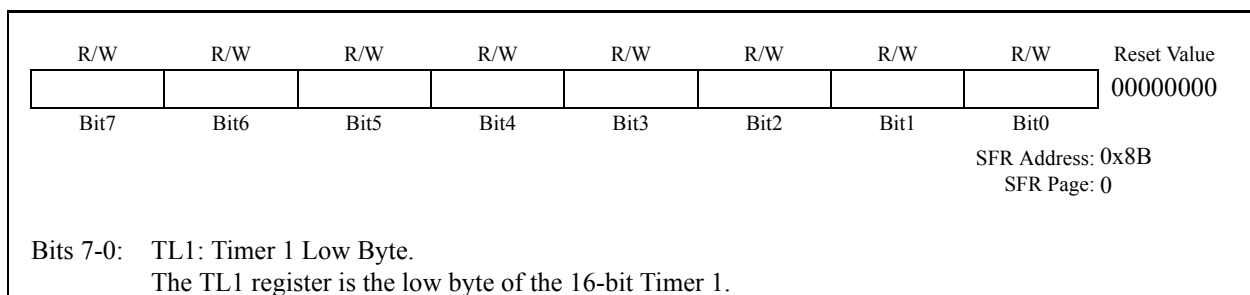 R/W R/W R/W R/W R/W R/W R/W R/W Reset Value
00000000
Bit7 Bit6 Bit5 Bit4 Bit3 Bit2 Bit1 Bit0
SFR Address: 0x8B
SFR Page: 0
Bits 7-0: TL1: Timer 1 Low Byte.
The TL1 register is the low byte of the 16-bit Timer 1.